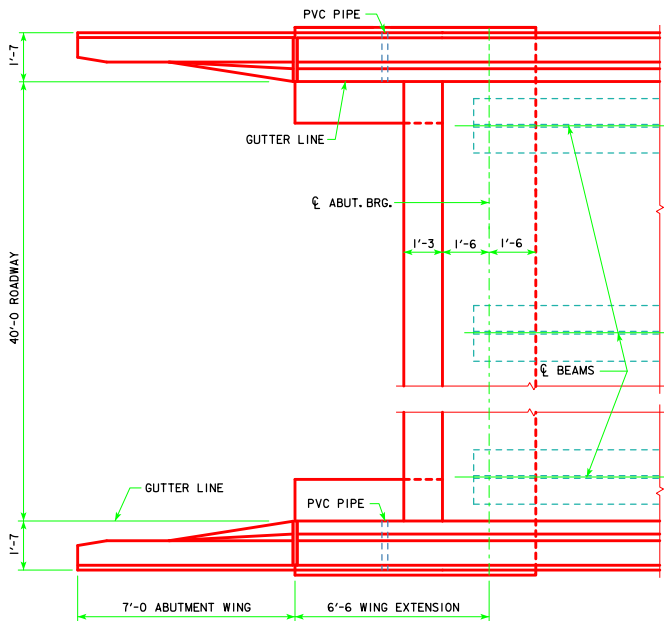 PVC PIPE
1'-7
GUTTER LINE
℄ ABUT. BRG.
1'-3
1'-6
1'-6
40'-0 ROADWAY
℄ BEAMS
GUTTER LINE
PVC PIPE
1'-7
7'-0 ABUTMENT WING
6'-6 WING EXTENSION